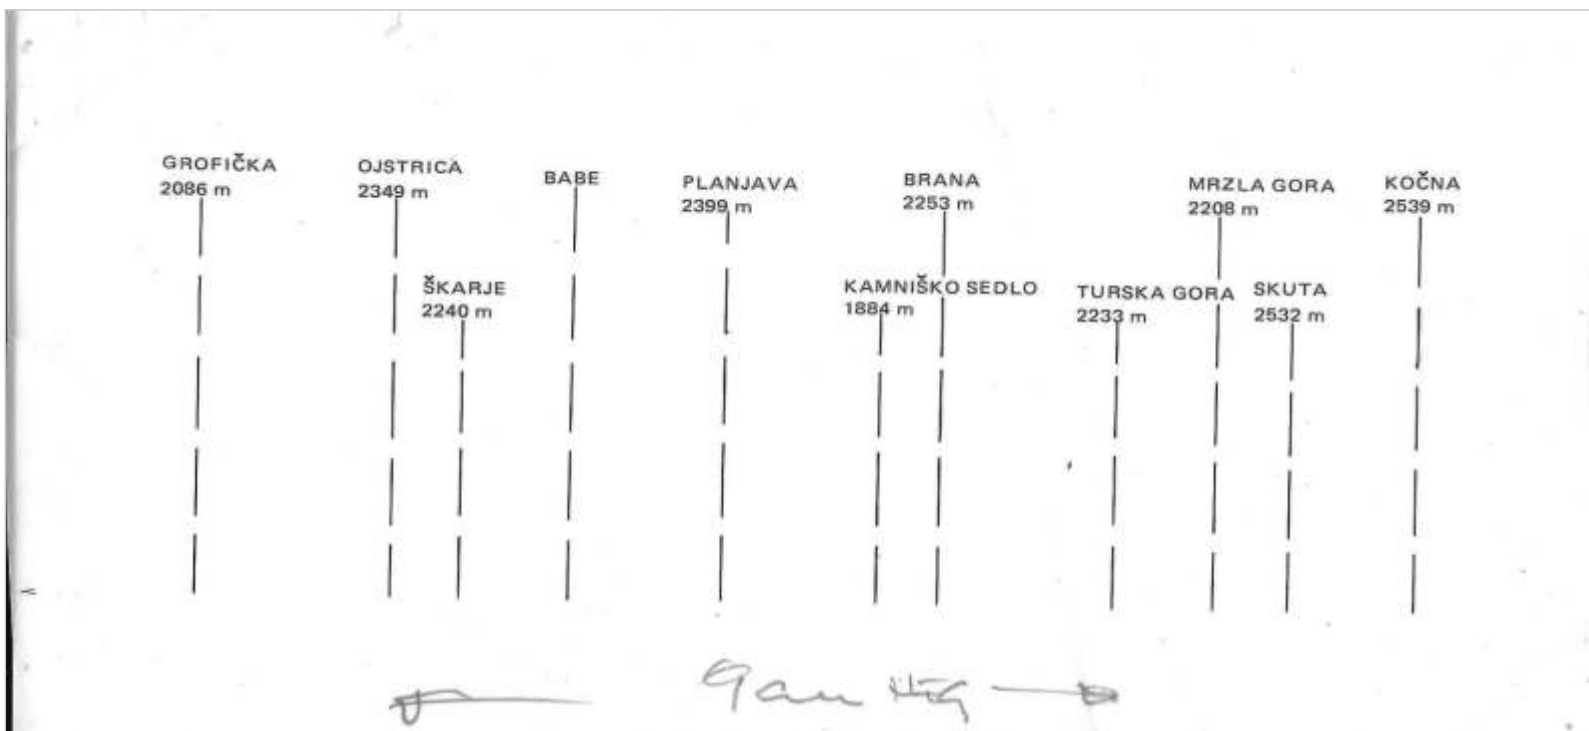 GROFIČKA
2086 m
OJSTRICA
2349 m
ŠKARJE
2240 m
BABE
PLANJAVA
2399 m
BRANA
2253 m
KAMNIŠKO SEDLO
1884 m
TURSKA GORA
2233 m
MRZLA GORA
2208 m
SKUTA
2532 m
KOČNA
2539 m